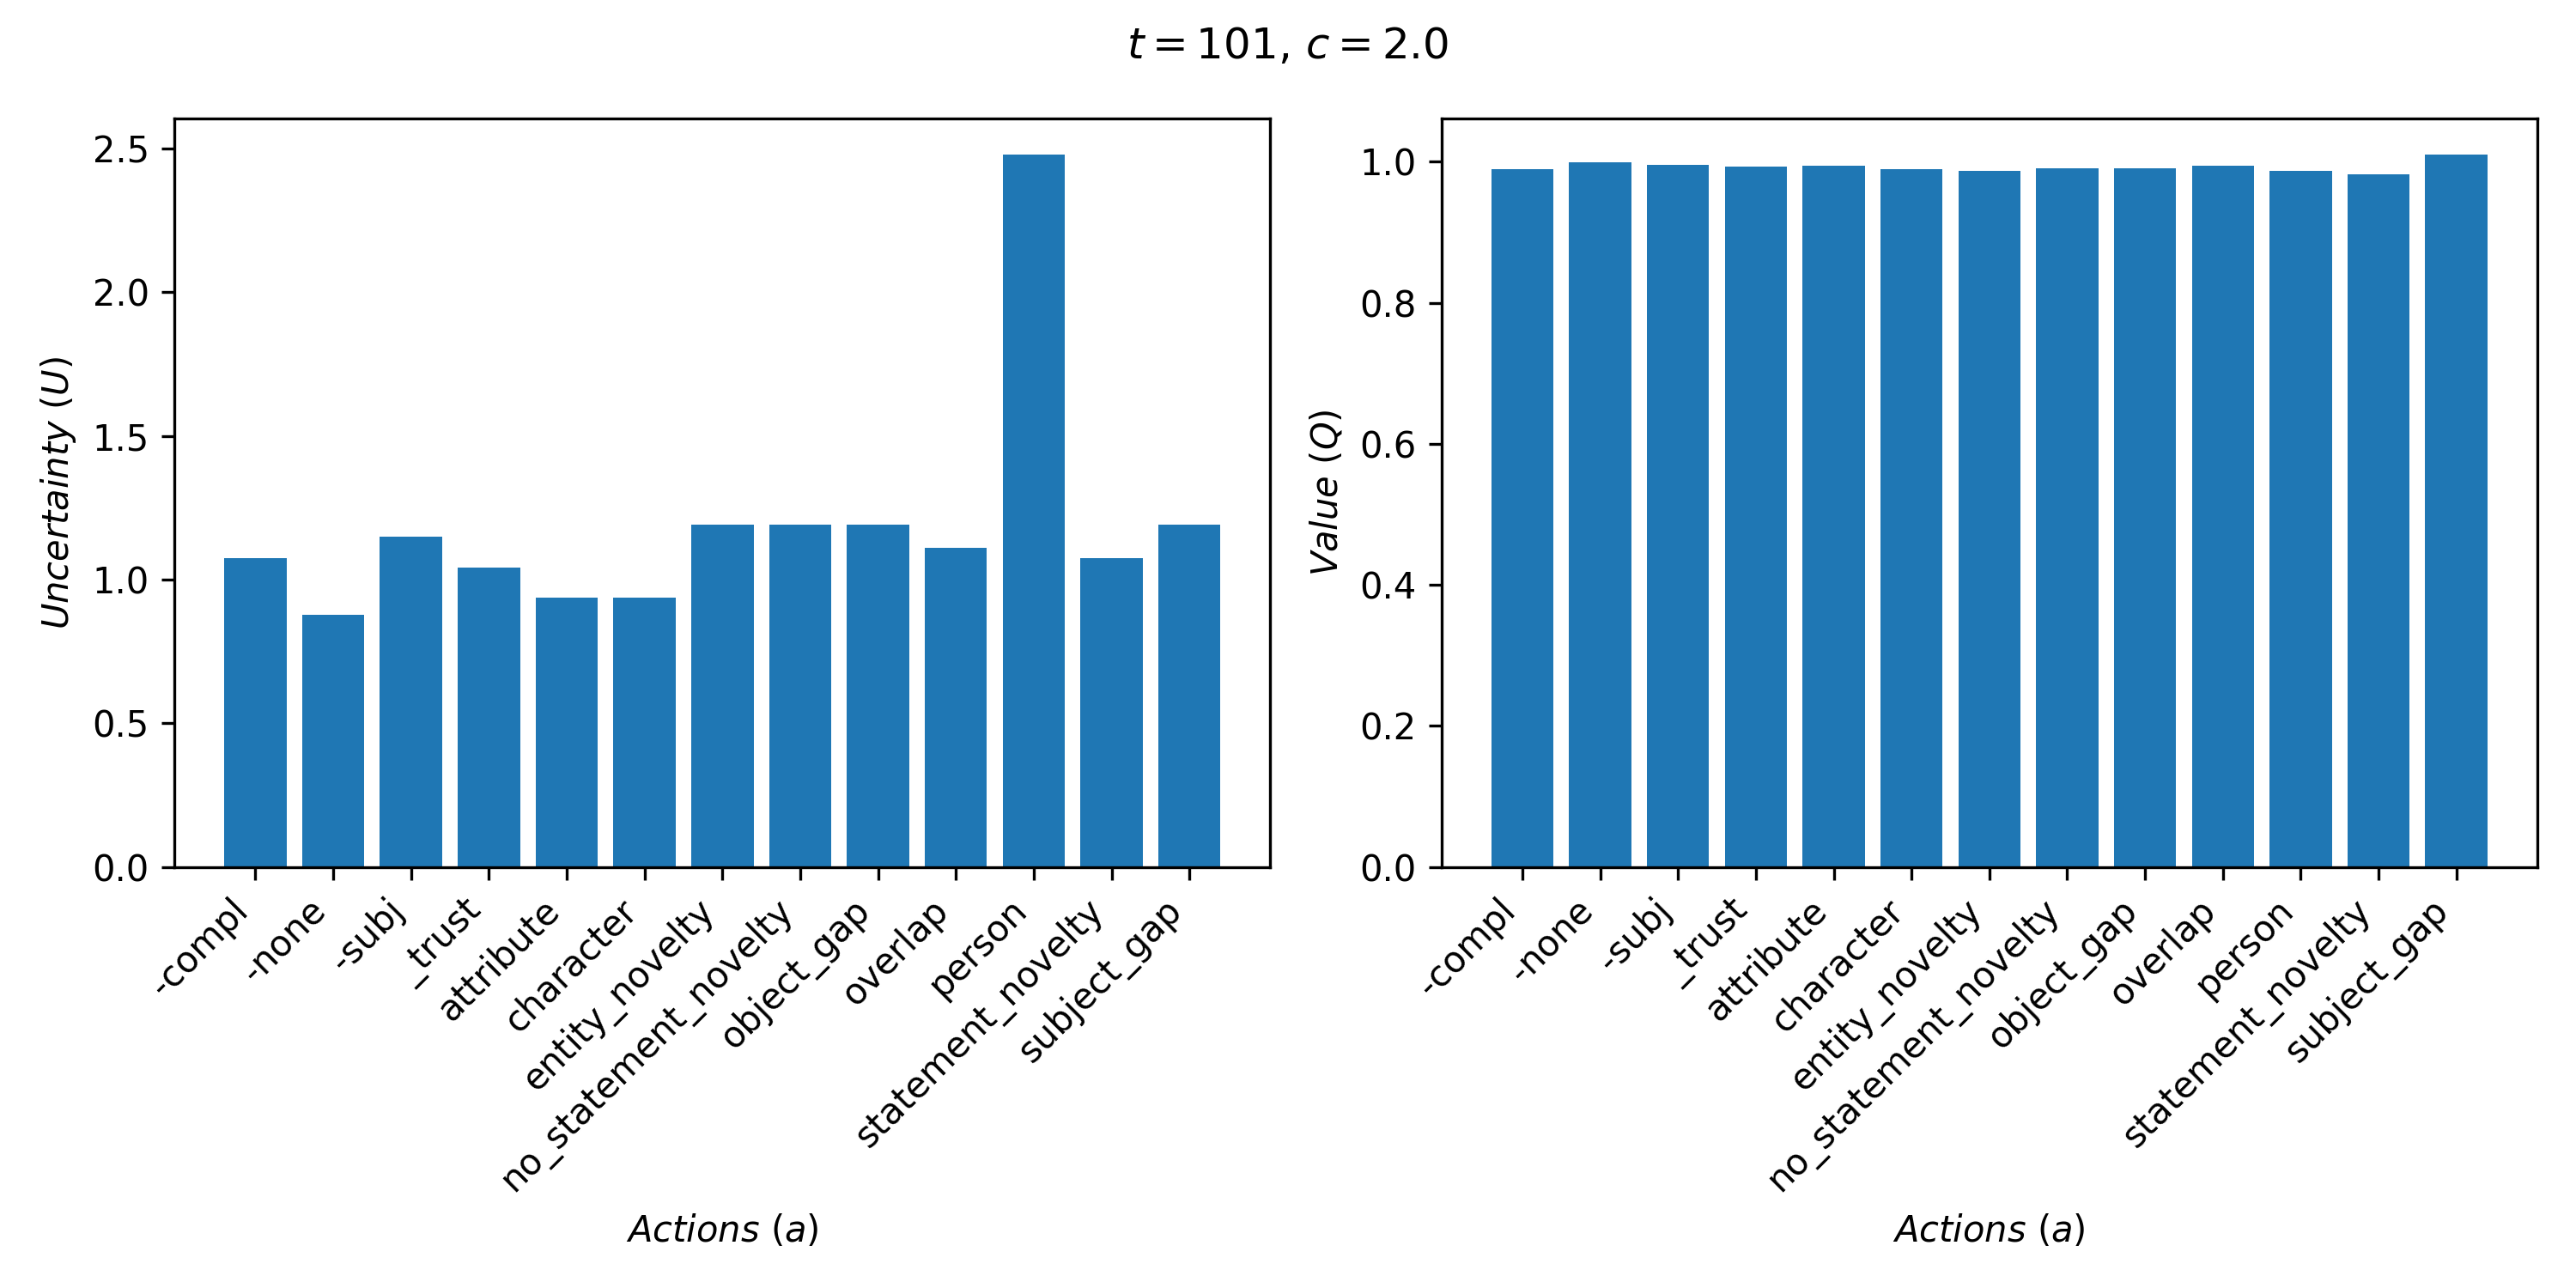 t = 101, c = 2.0
Uncertainty (U)
2.5
2.0
1.5
1.0
0.5
0.0
-compl
-none
-subj
_trust
attribute
character
entity_novelty
no_statement_novelty
object_gap
overlap
person
statement_novelty
subject_gap
Actions (a)
Value (Q)
1.0
0.8
0.6
0.4
0.2
0.0
-compl
-none
-subj
_trust
attribute
character
entity_novelty
no_statement_novelty
object_gap
overlap
person
statement_novelty
subject_gap
Actions (a)